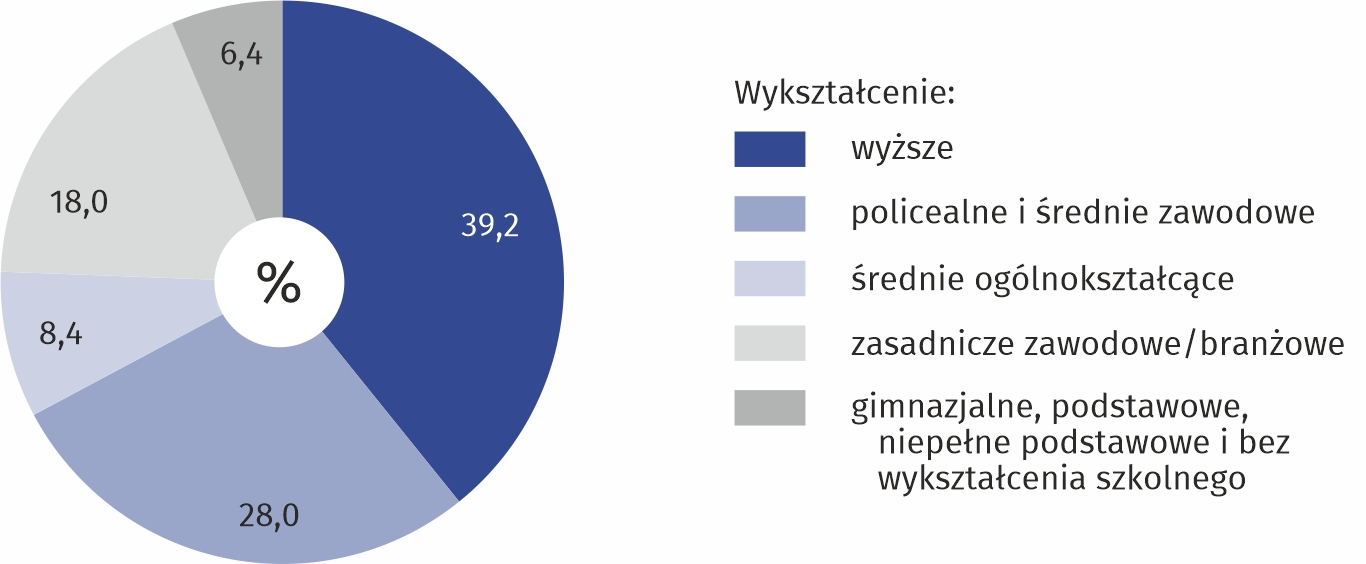 6,4
39,2
18,0
%
8,4
28,0
Wykształcenie:
wyższe
policealne i średnie zawodowe
średnie ogólnokształcące
zasadnicze zawodowe/branżowe
gimnazjalne, podstawowe,
niepełne podstawowe i bez
wykształcenia szkolnego